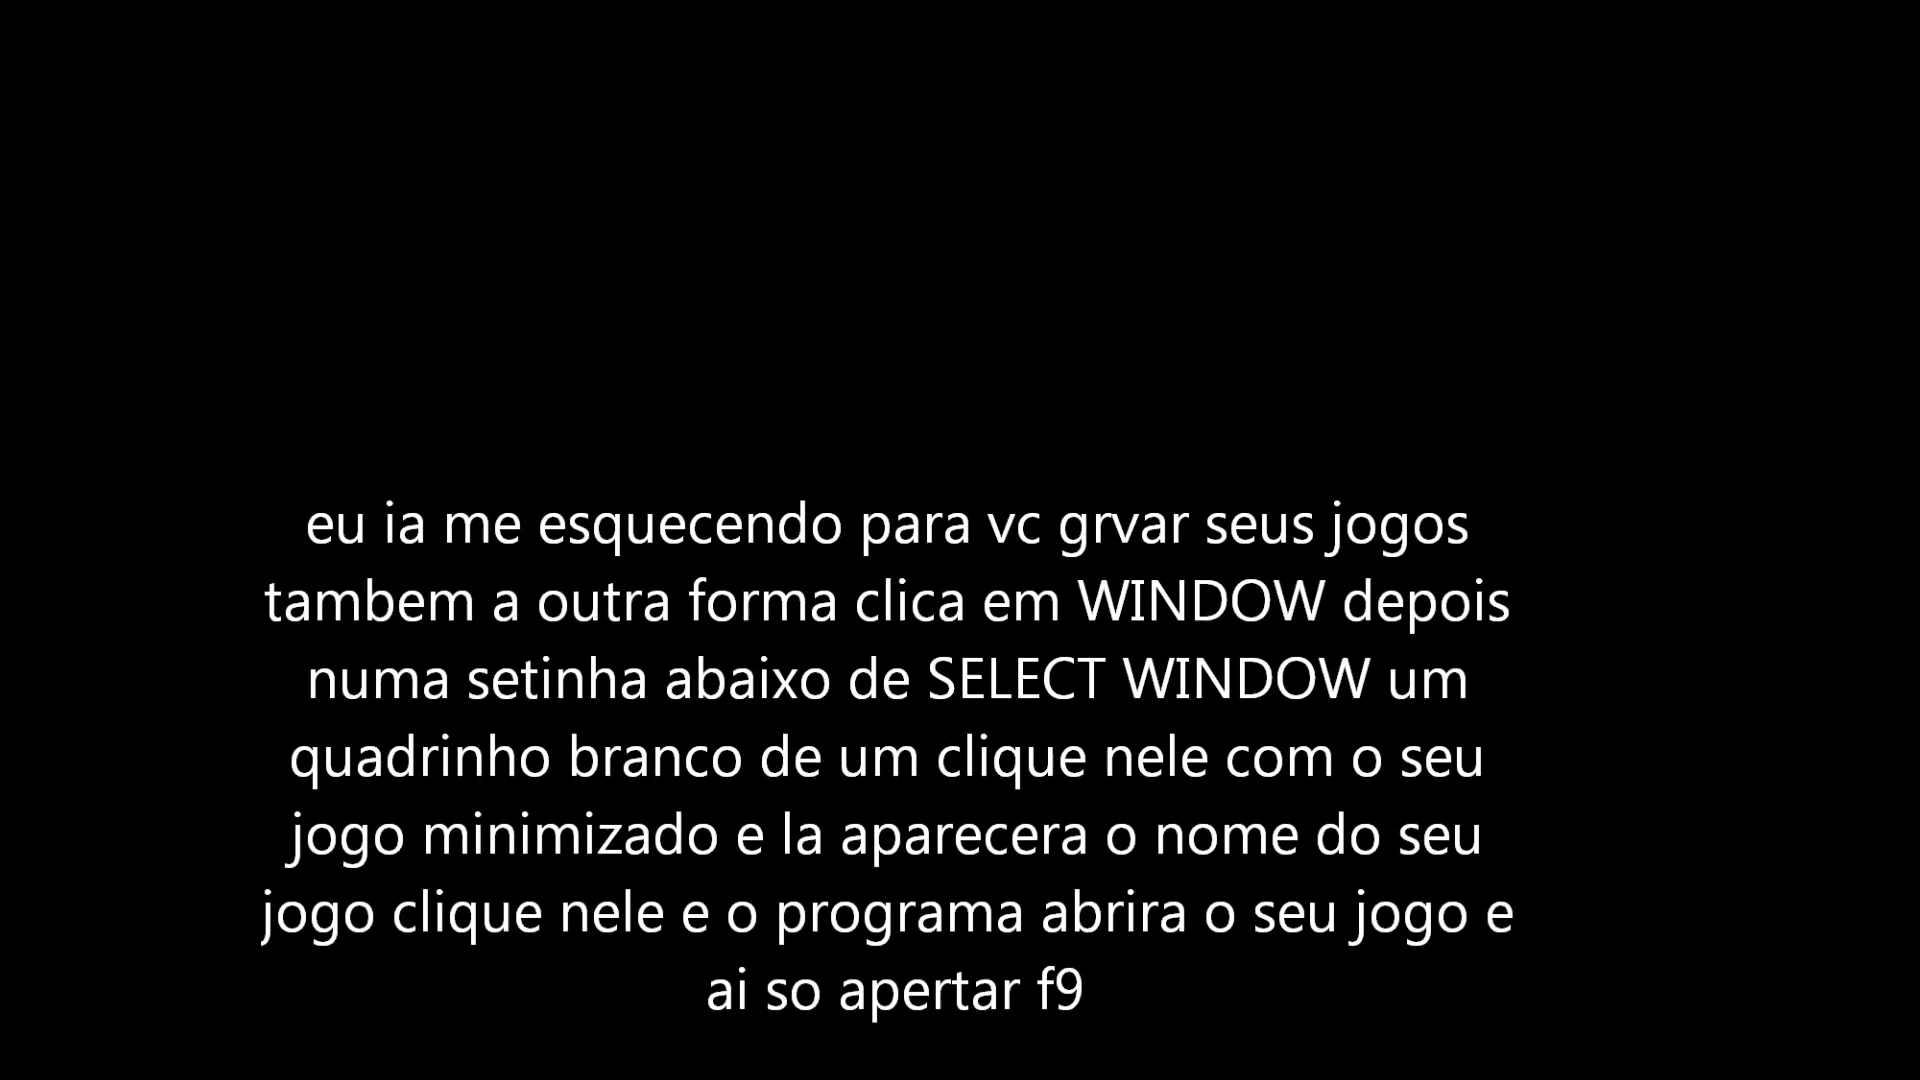 eu ia me esquecendo para vc grvar seus jogos
tambem a outra forma clica em WINDOW depois
numa setinha abaixo de SELECT WINDOW um
quadrinho branco de um clique nele com o seu
jogo minimizado e la aparecera o nome do seu
jogo clique nele e o programa abrira o seu jogo e
ai so apertar f9